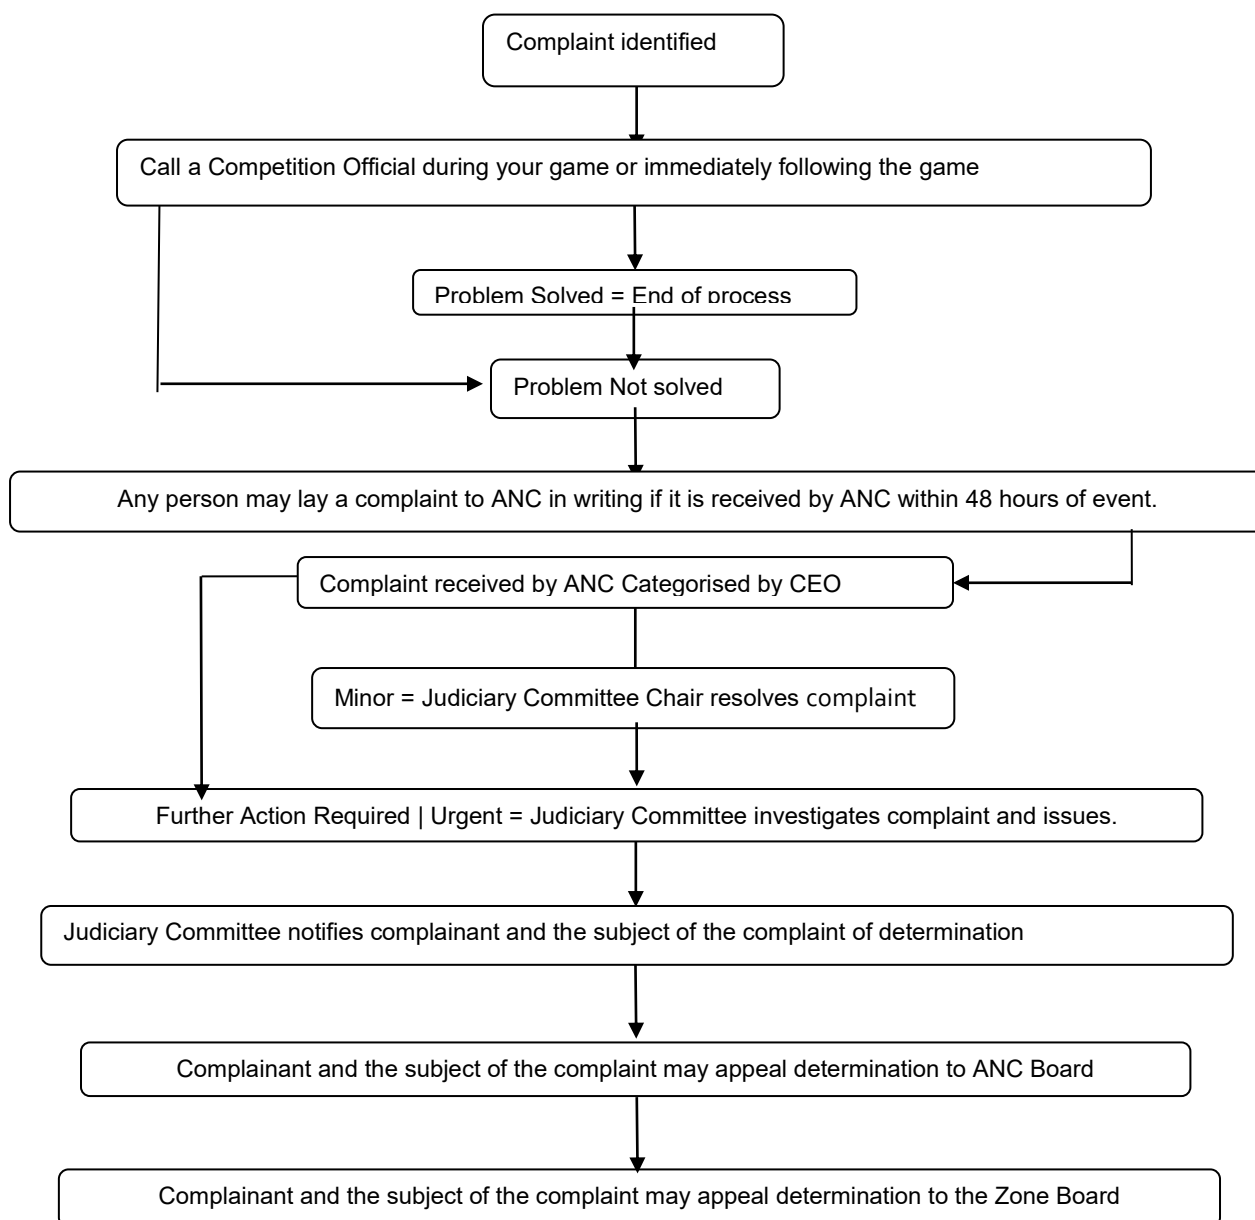 Complaint identified
Call a Competition Official during your game or immediately following the game
Problem Solved = End of process
Problem Not solved
Any person may lay a complaint to ANC in writing if it is received by ANC within 48 hours of event.
Complaint received by ANC Categorised by CEO
Minor = Judiciary Committee Chair resolves complaint
Further Action Required | Urgent = Judiciary Committee investigates complaint and issues.
Judiciary Committee notifies complainant and the subject of the complaint of determination
Complainant and the subject of the complaint may appeal determination to ANC Board
Complainant and the subject of the complaint may appeal determination to the Zone Board